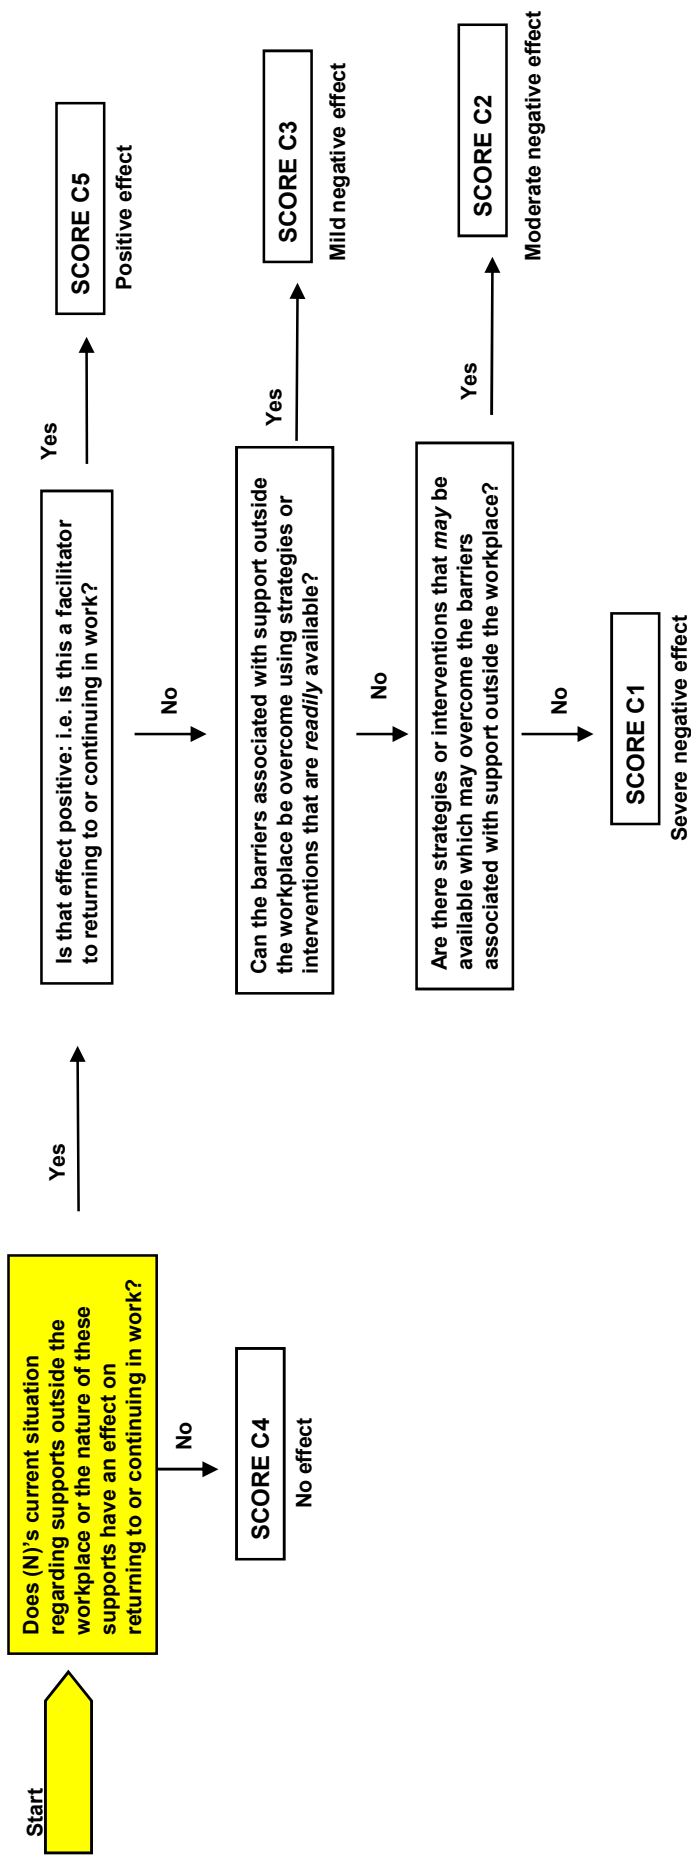 Start
Does (N)'s current situation
regarding supports outside the
workplace or the nature of these
supports have an effect on
returning to or continuing in work?
Yes
No
SCORE C4
No effect
Is that effect positive: i.e. is this a facilitator
to returning to or continuing in work?
Yes
SCORE C5
Positive effect
No
Can the barriers associated with support outside
the workplace be overcome using strategies or
interventions that are readily available?
Yes
SCORE C3
Mild negative effect
No
Are there strategies or interventions that may be
available which may overcome the barriers
associated with support outside the workplace?
Yes
SCORE C2
Moderate negative effect
No
SCORE C1
Severe negative effect